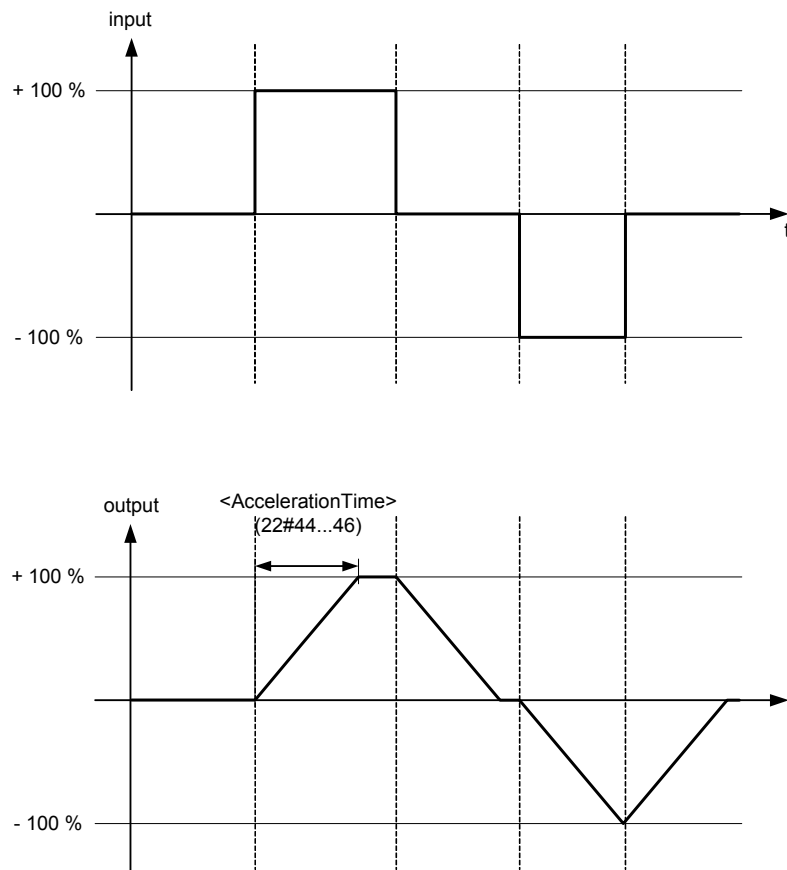 input
+ 100 %
t
- 100 %
output
<AccelerationTime>
(22#44...46)
+ 100 %
- 100 %